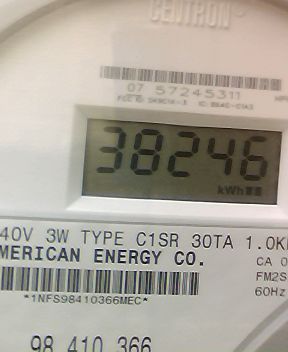 CENTRON
07 57245311
38246
kWh
40V 3W TYPE C1SR 30TA 1.0K
MERICAN ENERGY CO.
CA 0
FM2S
60Hz
*1NFS98410366MEC*
98 410 366